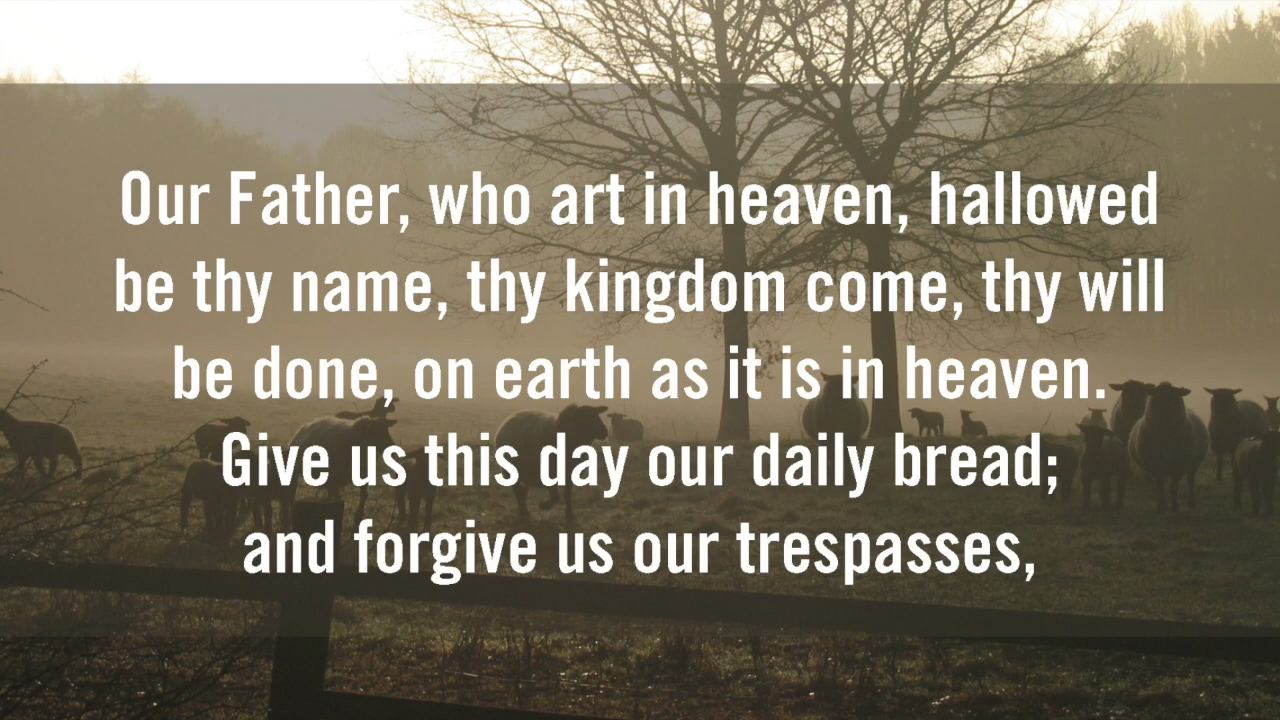 Our Father, who art in heaven, hallowed
be thy name, thy kingdom come, thy will
be done, on earth as it is in heaven.
Give us this day our daily bread;
and forgive us our trespasses,